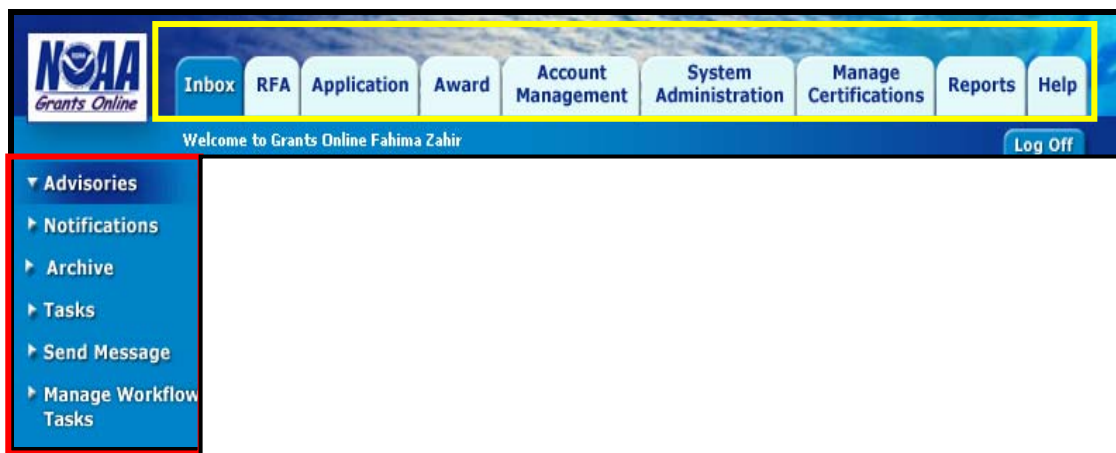 NOAA
Grants Online
Inbox
RFA
Application
Award
Account
Management
System
Administration
Manage
Certifications
Reports
Help
Welcome to Grants Online Fahima Zahir
Log Off
Advisories
Notifications
Archive
Tasks
Send Message
Manage Workflow
Tasks